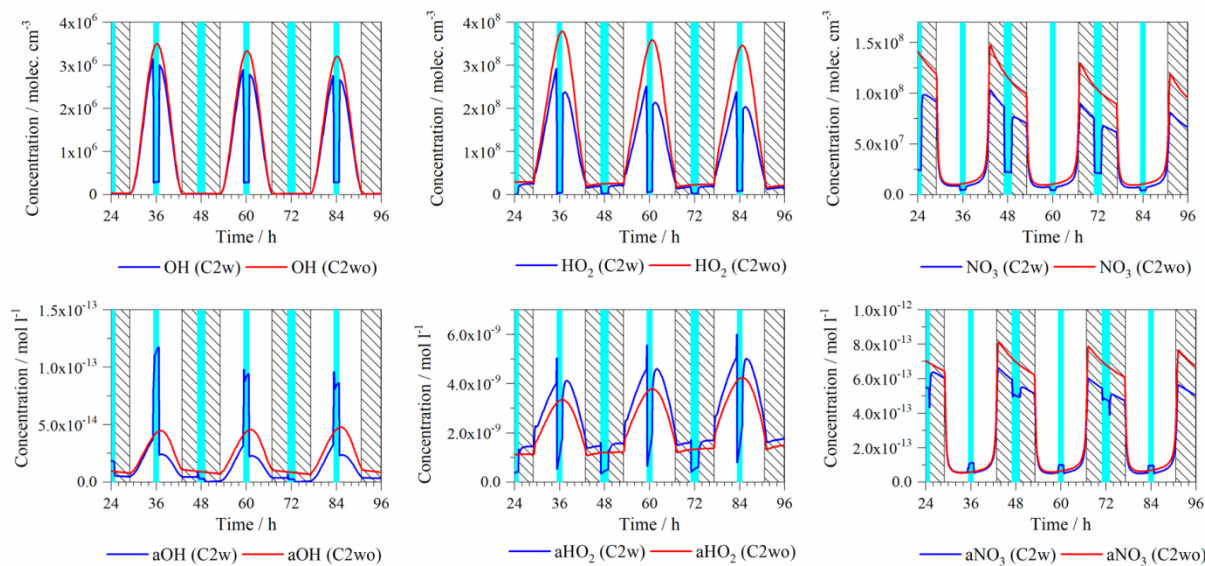 Concentration / molec. cm⁻³
4x10⁶
3x10⁶
2x10⁶
1x10⁶
0
24 36 48 60 72 84 96
Time / h
OH (C2w) OH (C2wo)
Concentration / molec. cm⁻³
4x10⁸
3x10⁸
2x10⁸
1x10⁸
0
24 36 48 60 72 84 96
Time / h
HO₂ (C2w) HO₂ (C2wo)
Concentration / molec. cm⁻³
1.5x10⁸
1.0x10⁸
5.0x10⁷
0.0
24 36 48 60 72 84 96
Time / h
NO₃ (C2w) NO₃ (C2wo)
Concentration / mol l⁻¹
1.5x10⁻¹³
1.0x10⁻¹³
5.0x10⁻¹⁴
0.0
24 36 48 60 72 84 96
Time / h
aOH (C2w) aOH (C2wo)
Concentration / mol l⁻¹
6.0x10⁻⁹
4.0x10⁻⁹
2.0x10⁻⁹
0.0
24 36 48 60 72 84 96
Time / h
aHO₂ (C2w) aHO₂ (C2wo)
Concentration / mol l⁻¹
1.0x10⁻¹²
8.0x10⁻¹³
6.0x10⁻¹³
4.0x10⁻¹³
2.0x10⁻¹³
0.0
24 36 48 60 72 84 96
Time / h
aNO₃ (C2w) aNO₃ (C2wo)